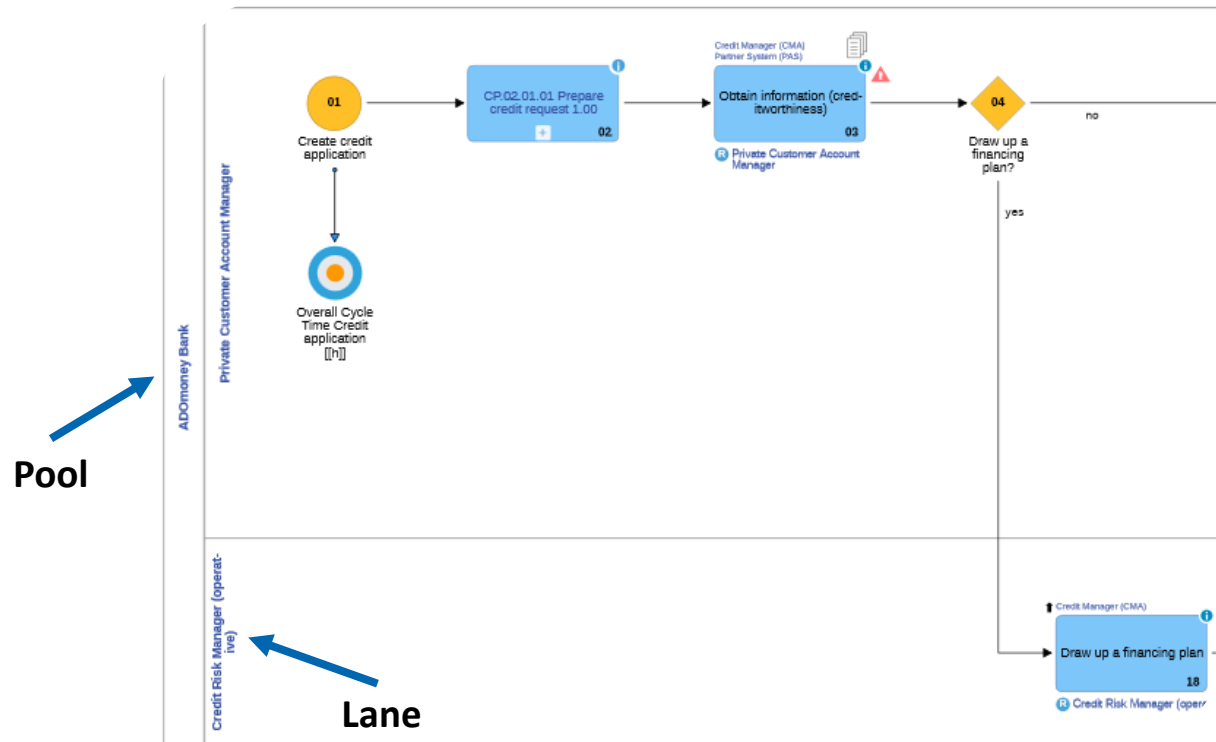 Pool
ADOmoney Bank
Private Customer Account Manager
01
Create credit
application
Overall Cycle
Time Credit
application
[[h]]
CP.02.01.01 Prepare
credit request 1.00
02
Credit Manager (CMA)
Partner System (PAS)
Obtain information (cred-
itworthiness)
03
R Private Customer Account
Manager
04
Draw up a
financing
plan?
no
yes
Credit Risk Manager (operat-
ive)
Lane
Credit Manager (CMA)
Draw up a financing plan
18
R Credit Risk Manager (oper